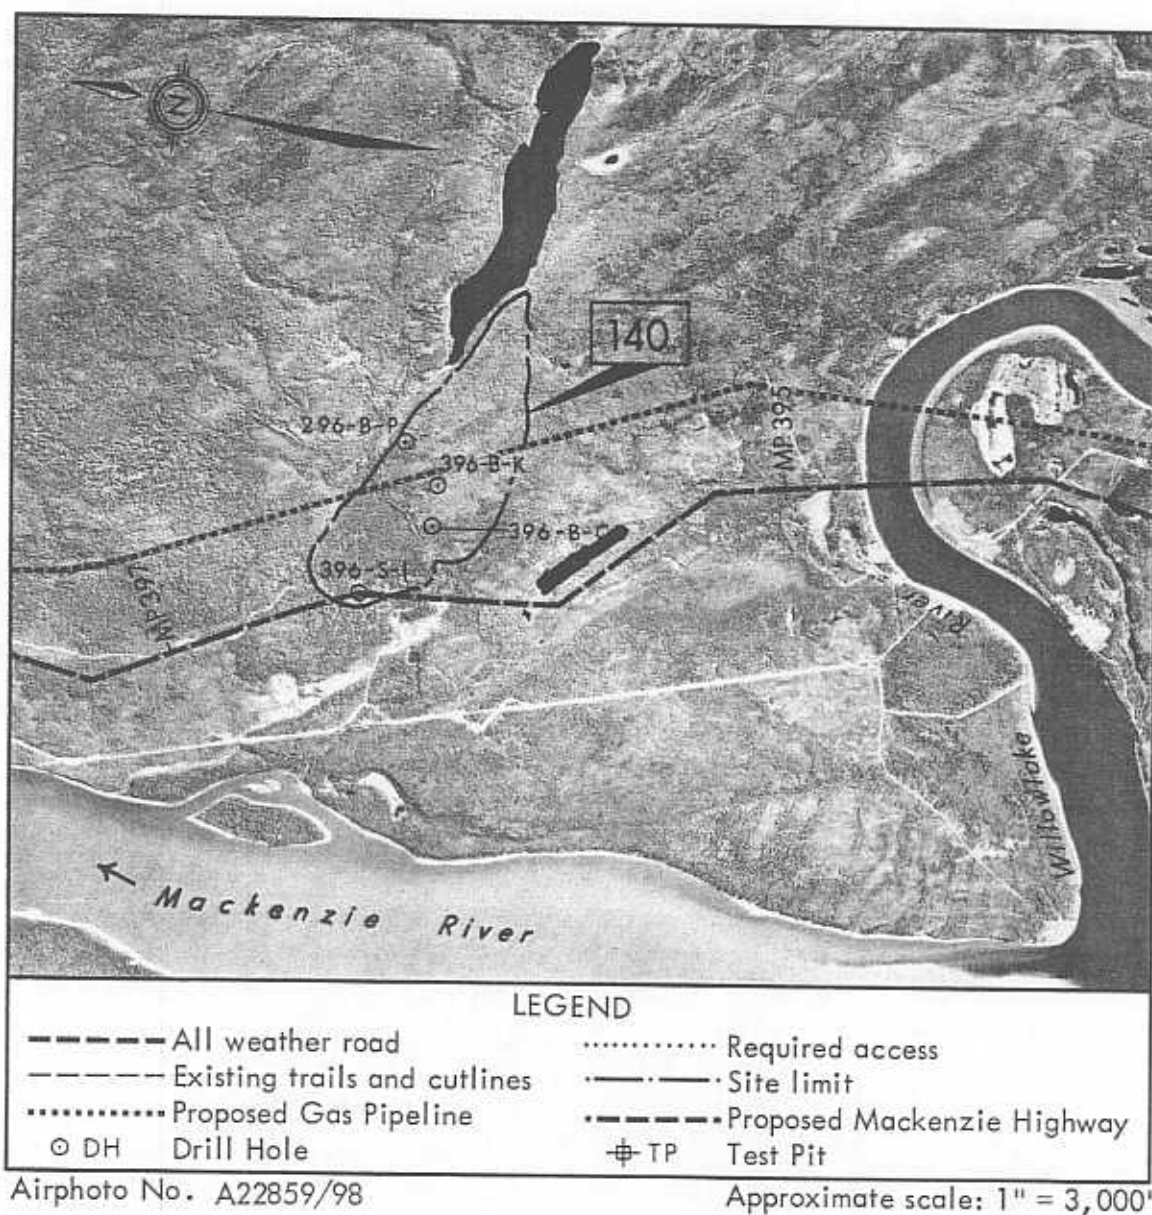 N
140
MP 395
296-B-P
396-B-K
396-B-C
396-S-1
MP397
River
Willowlake
Mackenzie River
LEGEND
All weather road
Required access
Existing trails and cutlines
Site limit
Proposed Gas Pipeline
Proposed Mackenzie Highway
DH Drill Hole
TP Test Pit
Airphoto No. A22859/98
Approximate scale: 1" = 3,000'